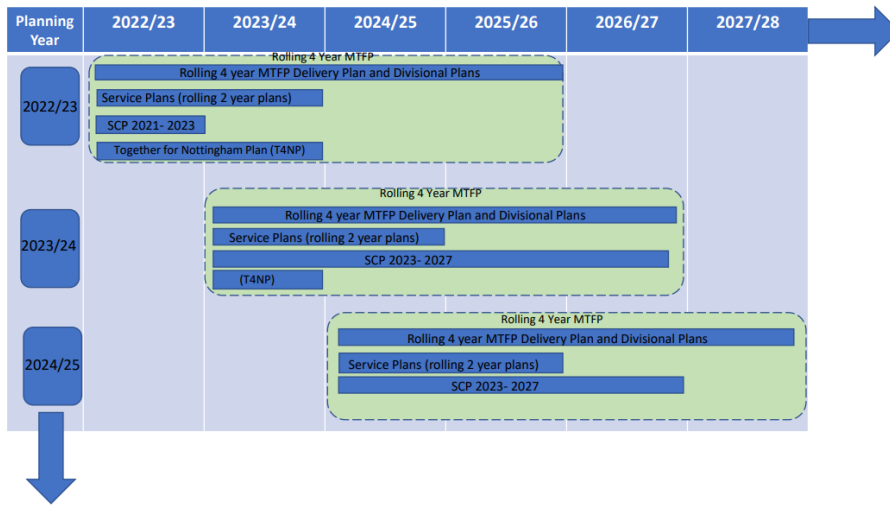 Planning
Year
2022/23
2023/24
2024/25
2025/26
2026/27
2027/28
2022/23
Rolling 4 Year MTFP
Rolling 4 year MTFP Delivery Plan and Divisional Plans
Service Plans (rolling 2 year plans)
SCP 2021- 2023
Together for Nottingham Plan (T4NP)
2023/24
Rolling 4 Year MTFP
Rolling 4 year MTFP Delivery Plan and Divisional Plans
Service Plans (rolling 2 year plans)
SCP 2023- 2027
(T4NP)
2024/25
Rolling 4 Year MTFP
Rolling 4 year MTFP Delivery Plan and Divisional Plans
Service Plans (rolling 2 year plans)
SCP 2023- 2027